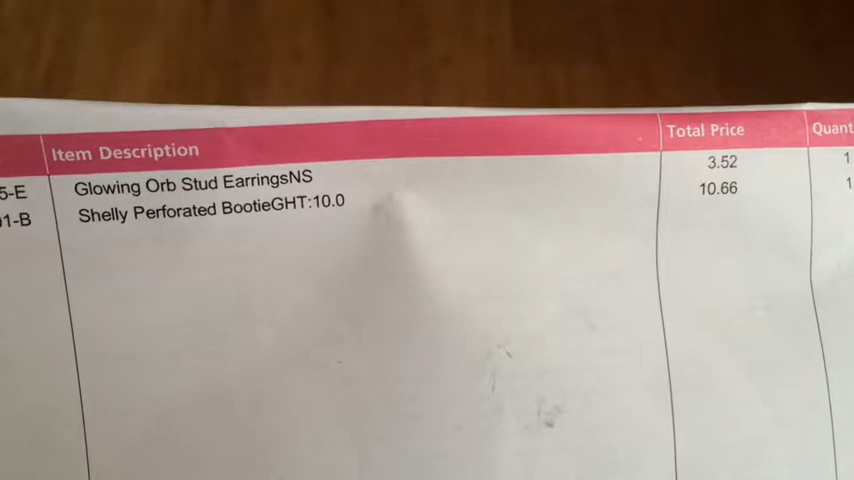 Item Description Total Price Quant
5-E Glowing Orb Stud EarringsNS 3.52 1
01-B Shelly Perforated BootieGHT:10.0 10.66 1